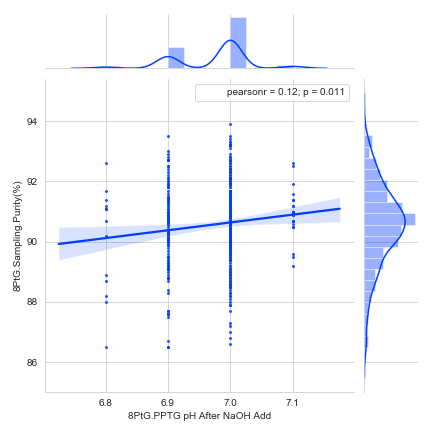 pearsonr = 0.12; p = 0.011
94
92
90
88
86
8PtG.Sampling.Purity(%)
6.8 6.9 7.0 7.1
8PtG.PPTG pH After NaOH Add